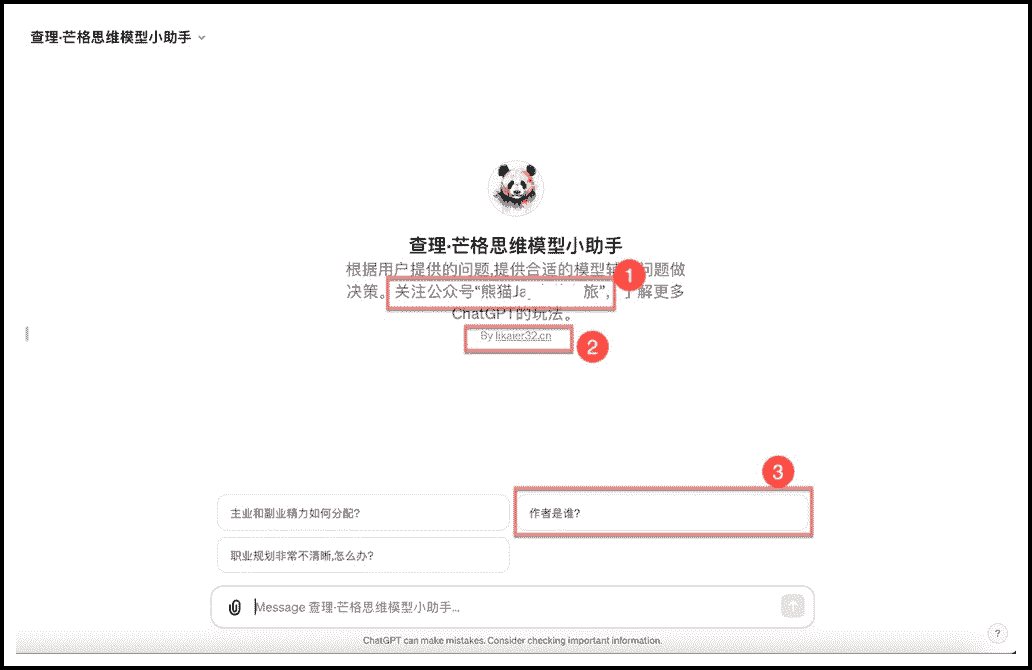 查理·芒格思维模型小助手
查理·芒格思维模型小助手
根据用户提供的问题,提供合适的模型辅 问题做
1
决策。关注公众号“熊猫Ja 旅”,了解更多
ChatGPT的玩法。
By likaier32.cn
2
3
主业和副业精力如何分配?
作者是谁?
职业规划非常不清晰,怎么办?
Message 查理·芒格思维模型小助手...
ChatGPT can make mistakes. Consider checking important information.
?